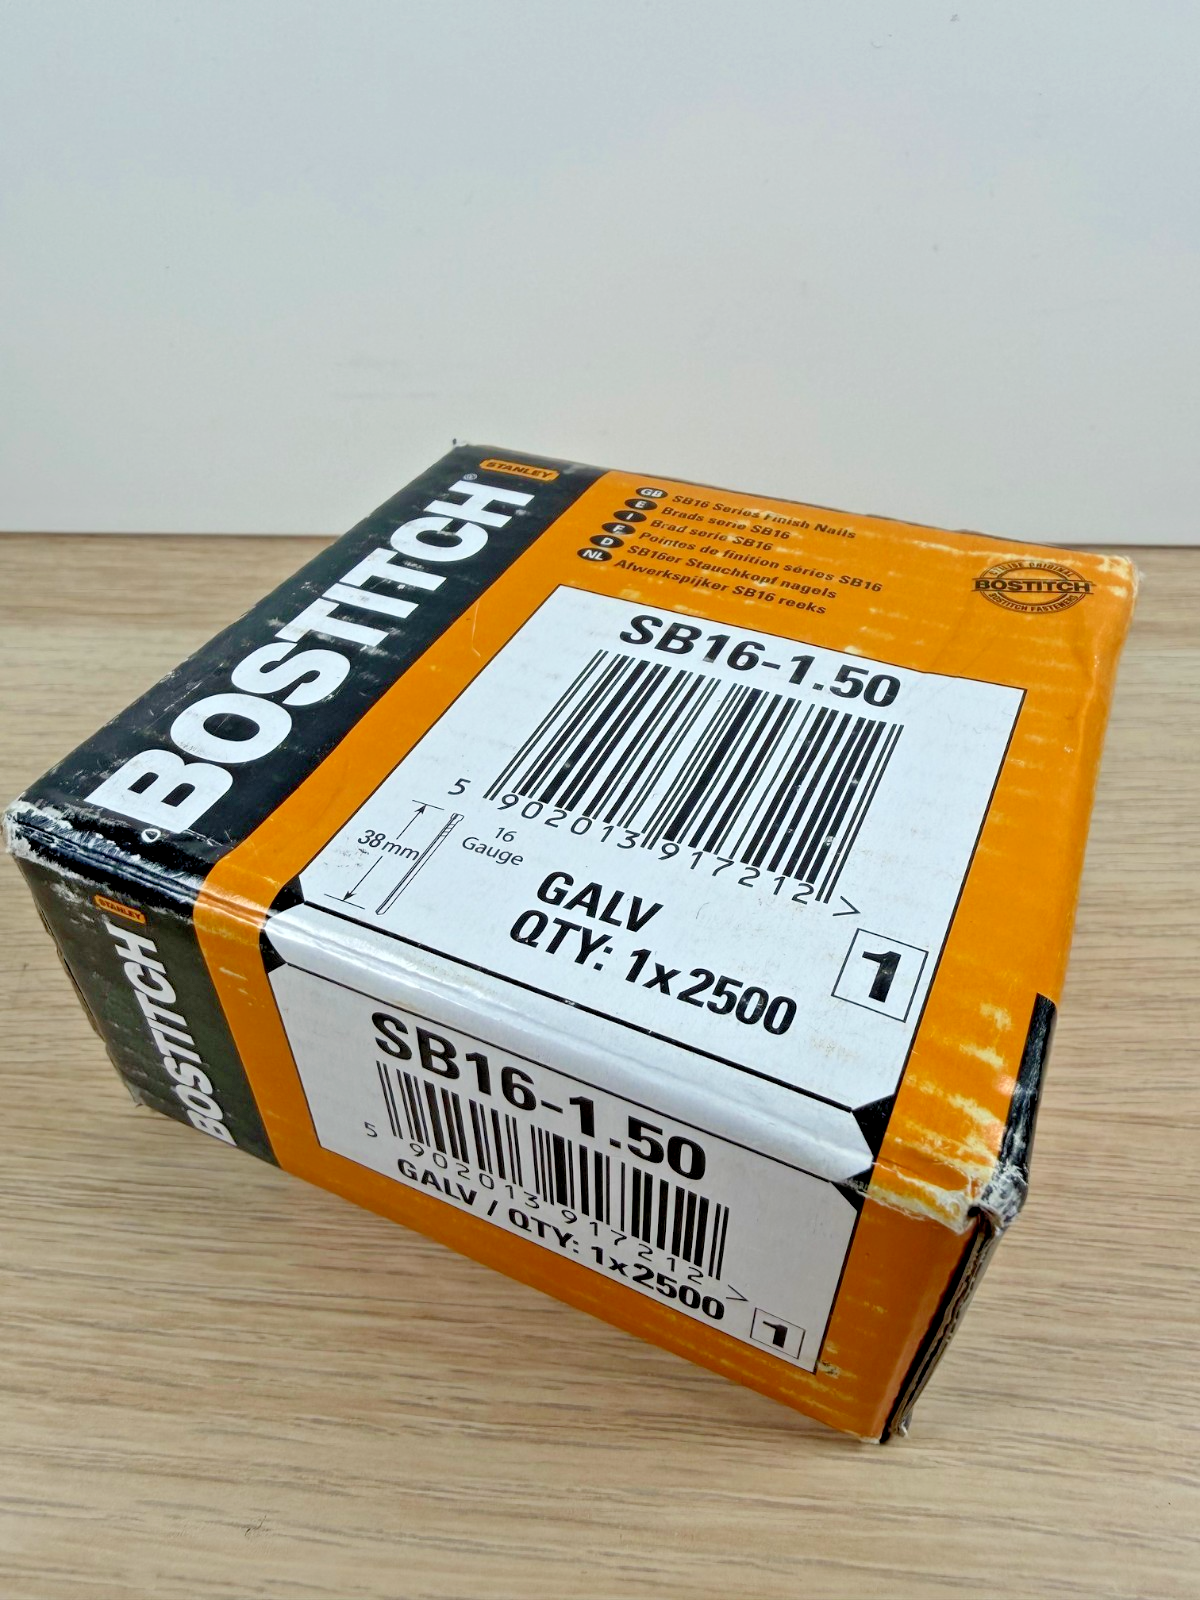 STANLEY
BOSTITCH®
GB SB16 Series Finish Nails
E Brads serie SB16
I Brad serie SB16
F Pointes de finition séries SB16
D SB16er Stauchkopf nagels
NL Afwerkspijker SB16 reeks
ORIGINAL
BOSTITCH
BOSTITCH FASTENERS
SB16-1.50
5 902013 917212 >
38mm
16
Gauge
GALV
QTY: 1x2500
1
STANLEY
BOSTITCH
SB16-1.50
5 902013 917212 >
GALV / QTY: 1x2500
1